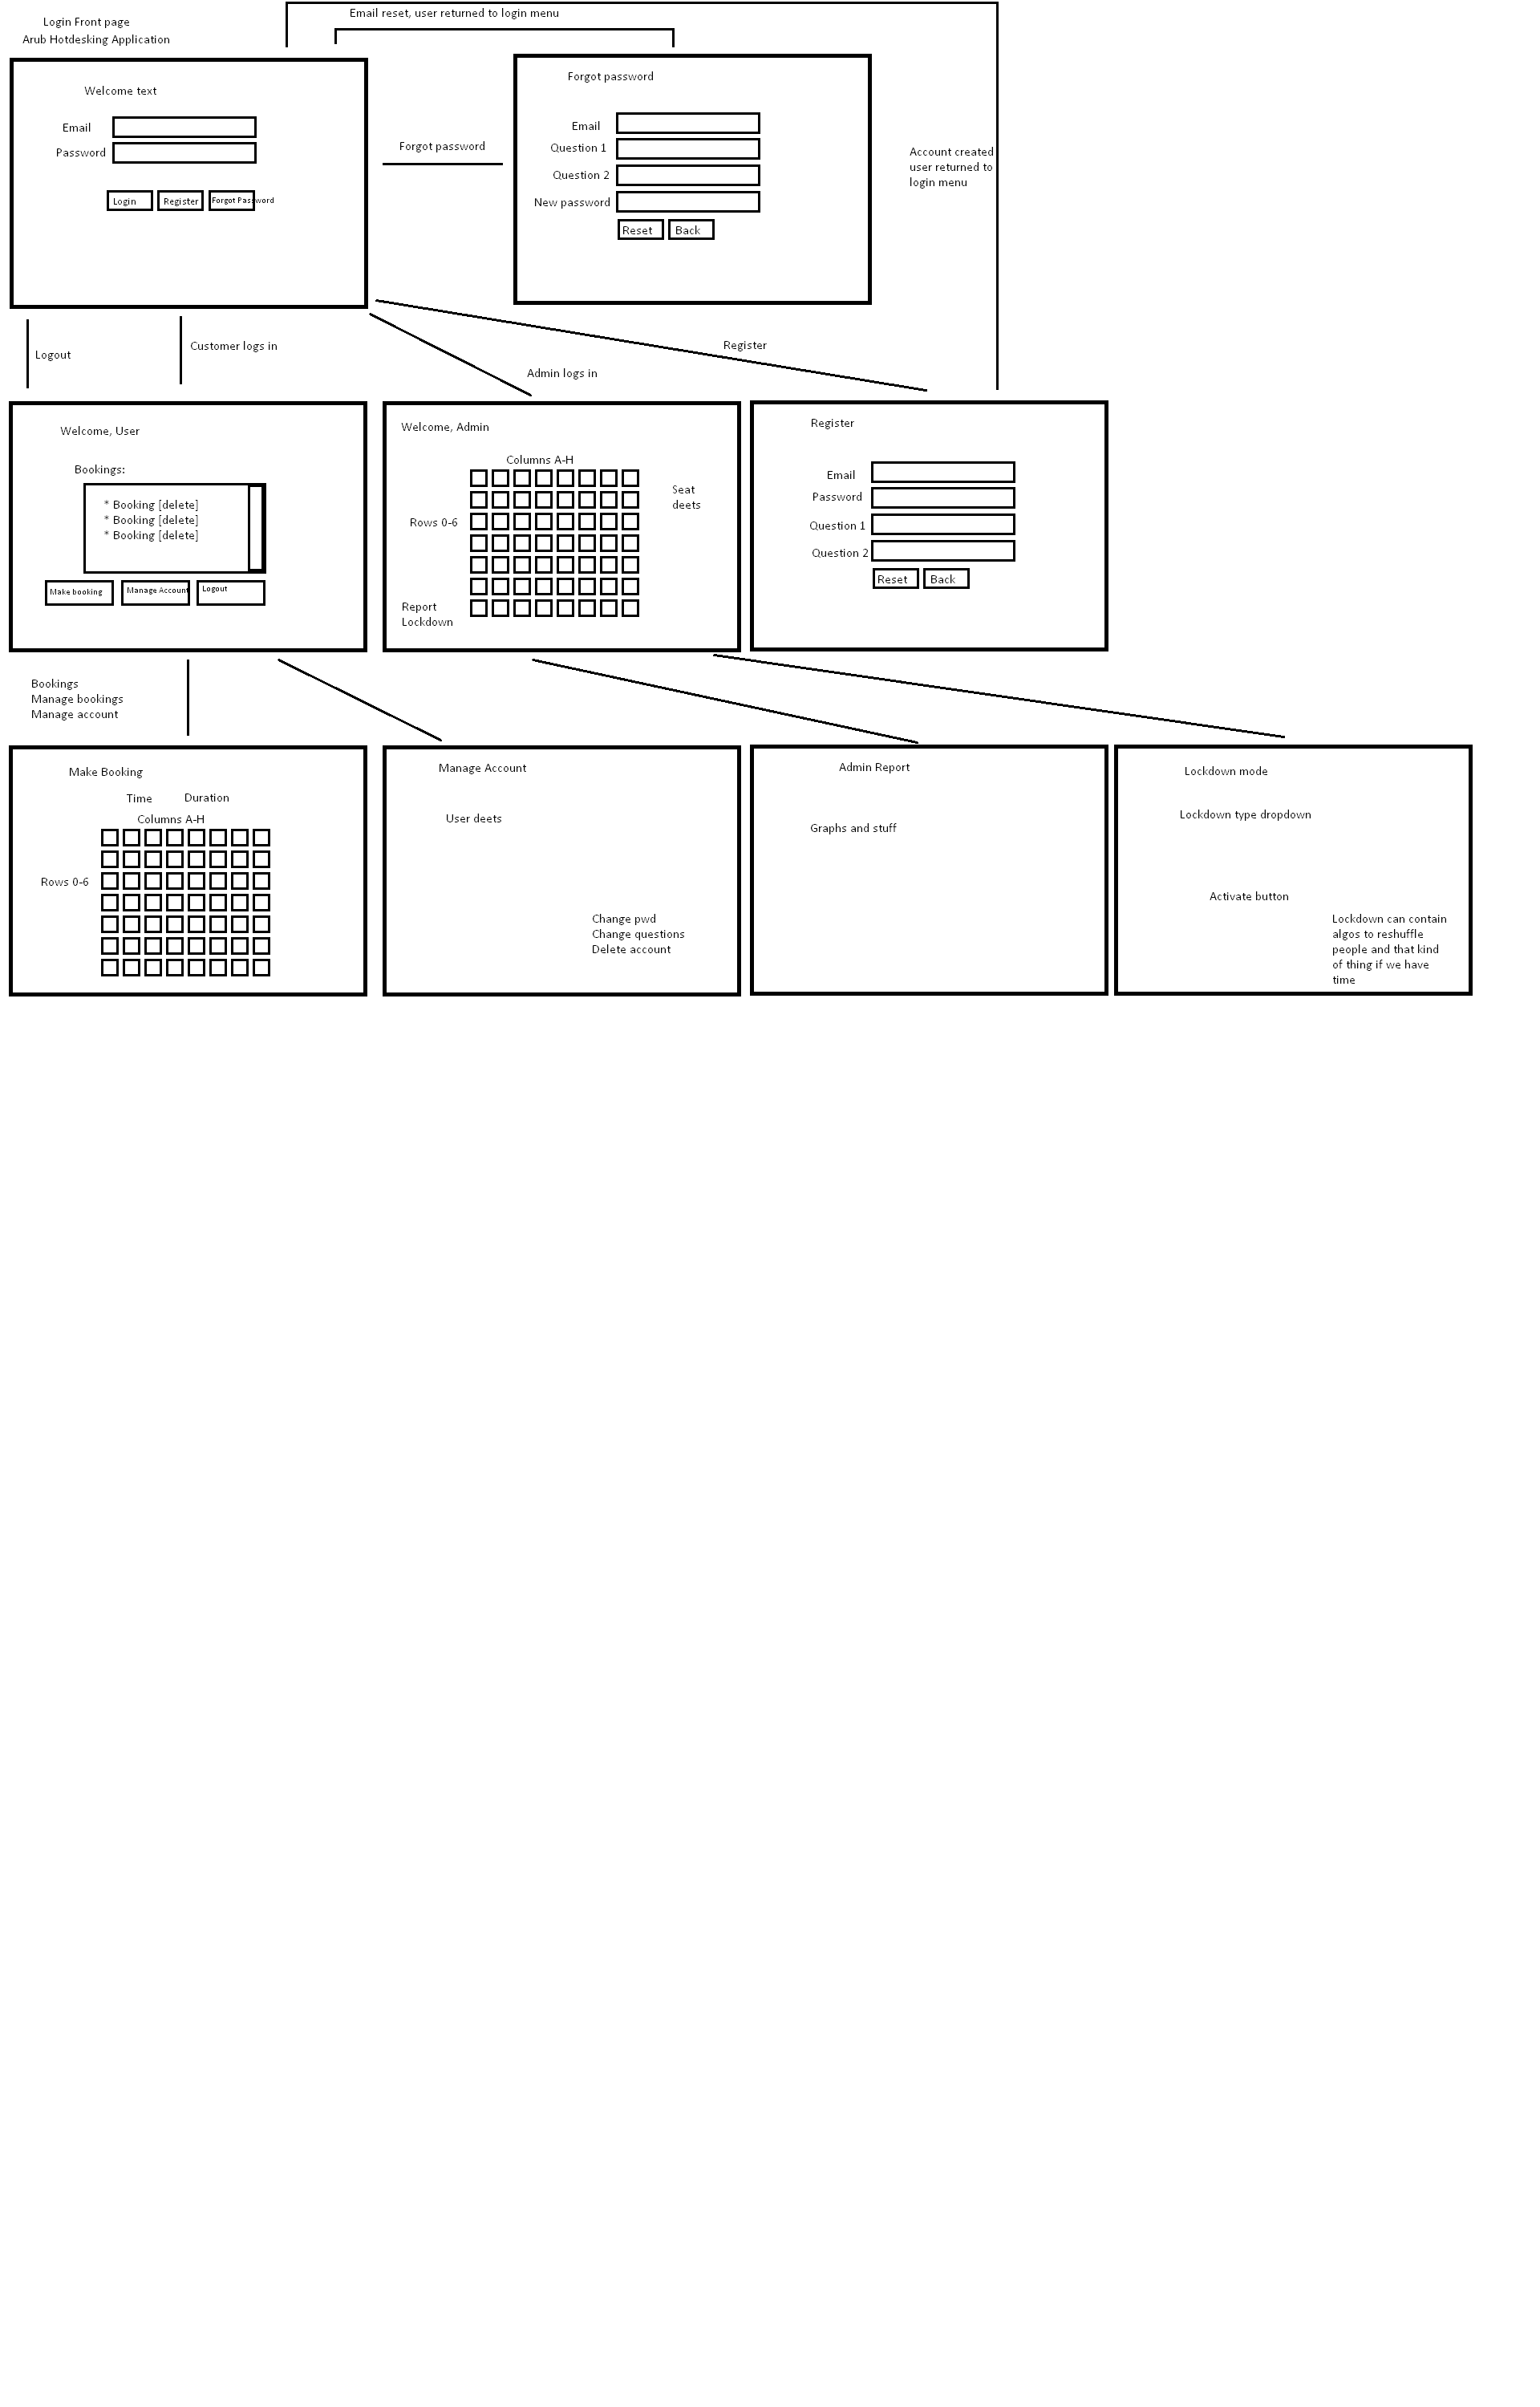 Login Front page
Arub Hotdesking Application
Email reset, user returned to login menu
Welcome text
Email
Password
Login
Register
Forgot Password
Forgot password
Forgot password
Email
Question 1
Question 2
New password
Reset
Back
Account created
user returned to
login menu
Logout
Customer logs in
Admin logs in
Register
Welcome, User
Bookings:
* Booking [delete]
* Booking [delete]
* Booking [delete]
Make booking
Manage Account
Logout
Welcome, Admin
Columns A-H
Rows 0-6
Seat
deets
Report
Lockdown
Register
Email
Password
Question 1
Question 2
Reset
Back
Bookings
Manage bookings
Manage account
Make Booking
Time
Duration
Columns A-H
Rows 0-6
Manage Account
User deets
Change pwd
Change questions
Delete account
Admin Report
Graphs and stuff
Lockdown mode
Lockdown type dropdown
Activate button
Lockdown can contain
algos to reshuffle
people and that kind
of thing if we have
time